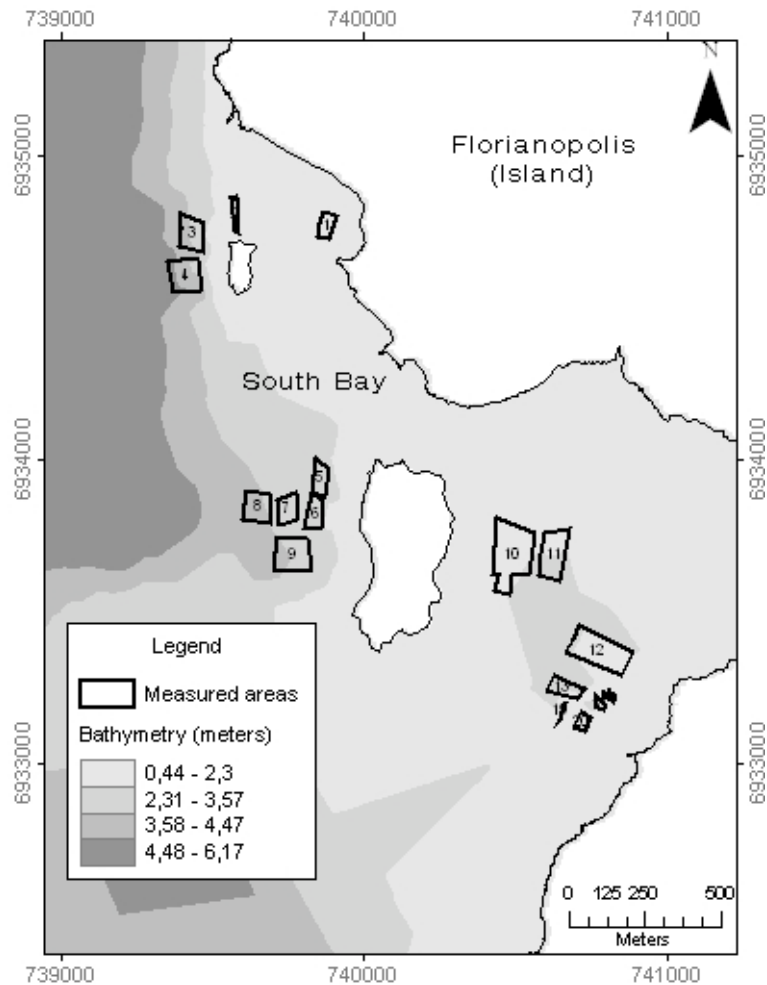 739000
740000
741000
N
6935000
6935000
Florianopolis
(Island)
1
3
4
South Bay
6934000
6934000
5
8
7
6
9
10
11
12
13
Legend
Measured areas
Bathymetry (meters)
0,44 - 2,3
2,31 - 3,57
3,58 - 4,47
4,48 - 6,17
6933000
6933000
0 125 250 500
Meters
739000
740000
741000